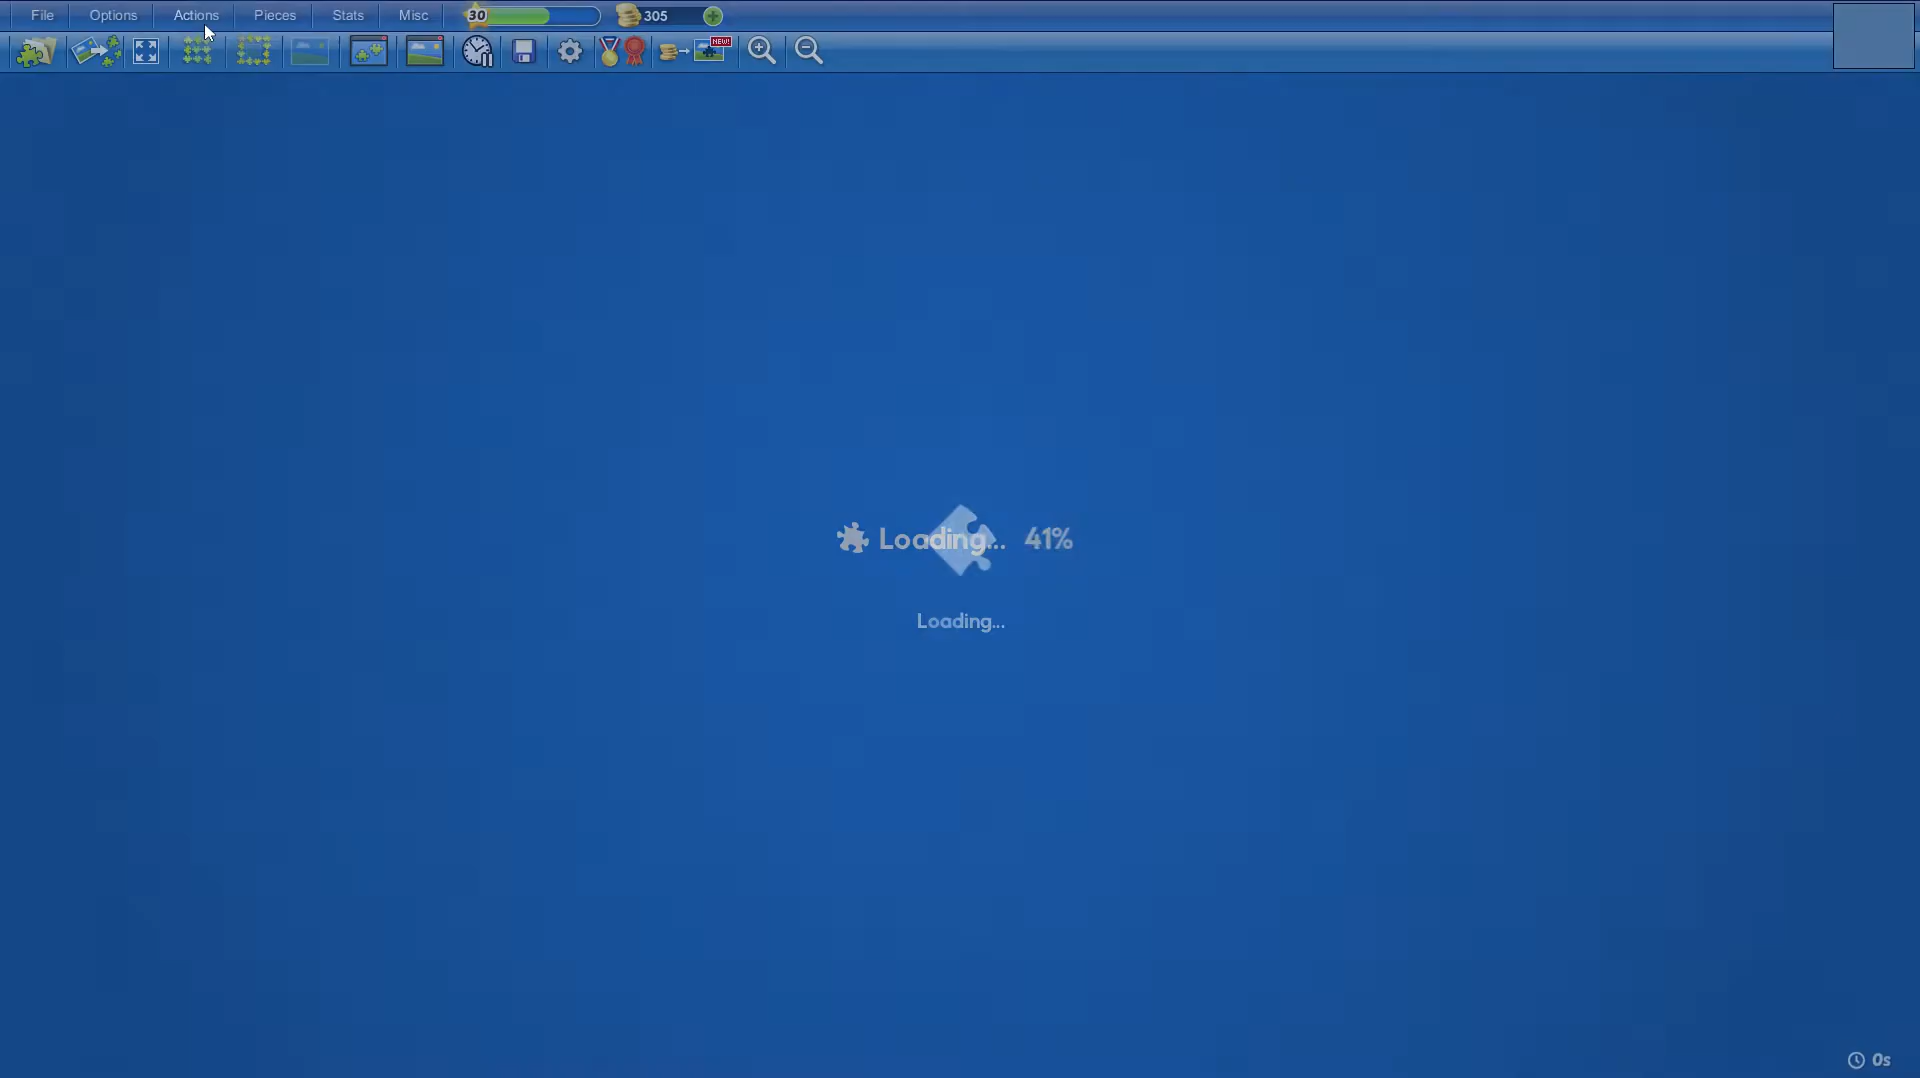 File Options Actions Pieces Stats Misc 30 305
NEW!
Loading... 41%
Loading...
0s